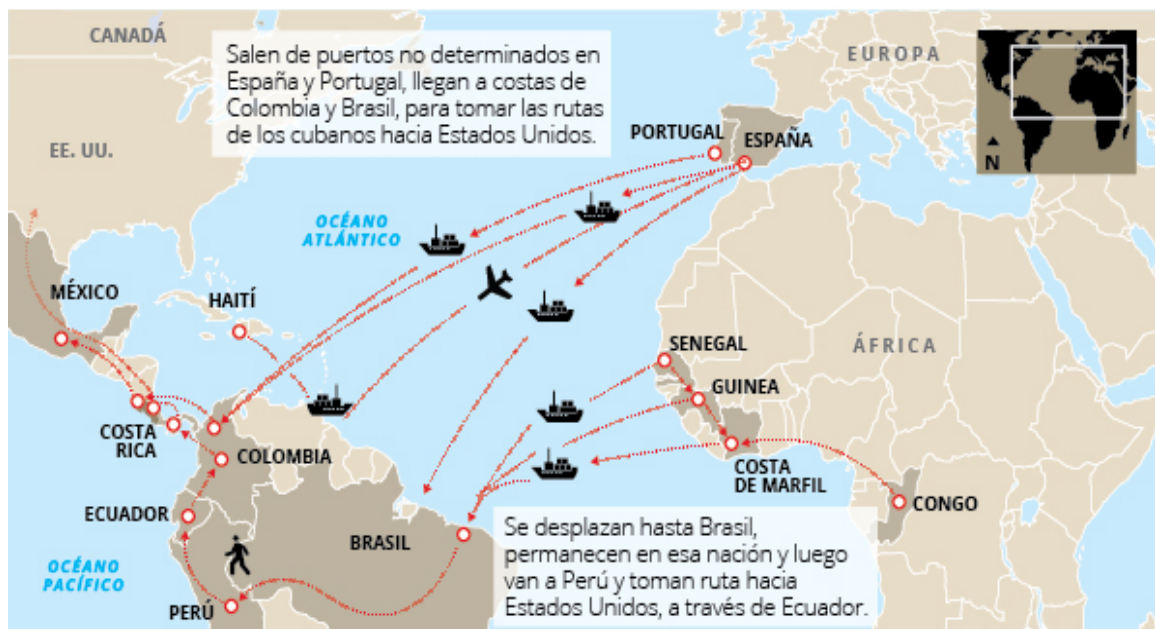 CANADÁ
Salen de puertos no determinados en
España y Portugal, llegan a costas de
Colombia y Brasil, para tomar las rutas
de los cubanos hacia Estados Unidos.
EUROPA
N
EE. UU.
PORTUGAL
ESPAÑA
OCÉANO
ATLÁNTICO
MÉXICO
HAITÍ
SENEGAL
ÁFRICA
GUINEA
COSTA
RICA
COLOMBIA
COSTA
DE MARFIL
CONGO
ECUADOR
BRASIL
Se desplazan hasta Brasil,
permanecen en esa nación y luego
van a Perú y toman ruta hacia
Estados Unidos, a través de Ecuador.
OCÉANO
PACÍFICO
PERÚ